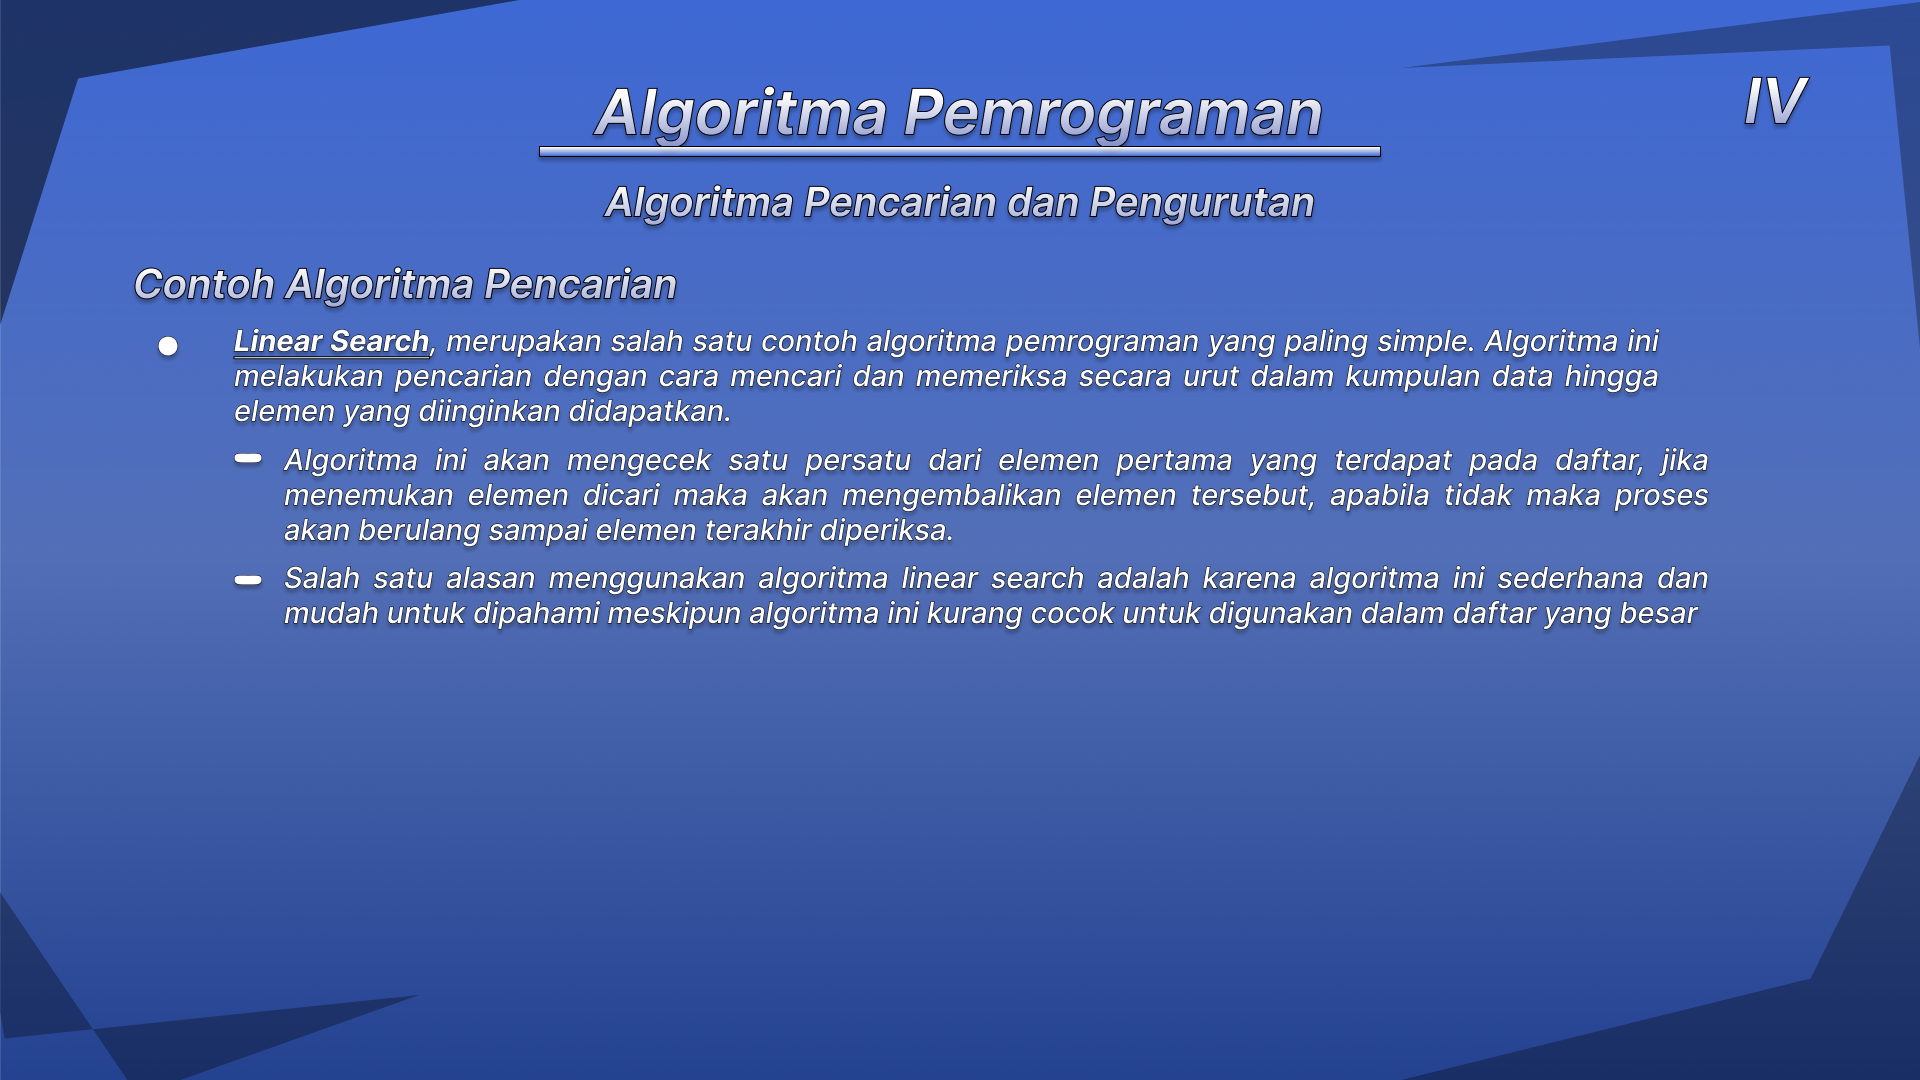 Algoritma Pemrograman
IV
Algoritma Pencarian dan Pengurutan
Contoh Algoritma Pencarian
Linear Search, merupakan salah satu contoh algoritma pemrograman yang paling simple. Algoritma ini
melakukan pencarian dengan cara mencari dan memeriksa secara urut dalam kumpulan data hingga
elemen yang diinginkan didapatkan.
Algoritma ini akan mengecek satu persatu dari elemen pertama yang terdapat pada daftar, jika
menemukan elemen dicari maka akan mengembalikan elemen tersebut, apabila tidak maka proses
akan berulang sampai elemen terakhir diperiksa.
Salah satu alasan menggunakan algoritma linear search adalah karena algoritma ini sederhana dan
mudah untuk dipahami meskipun algoritma ini kurang cocok untuk digunakan dalam daftar yang besar